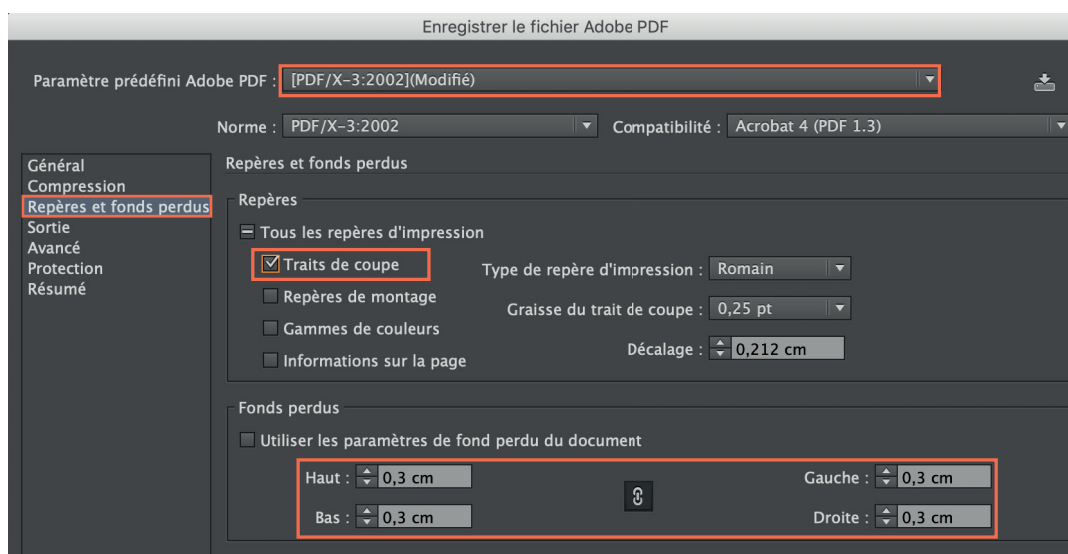 Enregistrer le fichier Adobe PDF
Paramètre prédéfini Adobe PDF : [PDF/X-3:2002](Modifié)
Norme : PDF/X-3:2002 Compatibilité : Acrobat 4 (PDF 1.3)
Général
Compression
Repères et fonds perdus
Sortie
Avancé
Protection
Résumé
Repères et fonds perdus
Repères
Tous les repères d'impression
Traits de coupe
Repères de montage
Gammes de couleurs
Informations sur la page
Type de repère d'impression : Romain
Graisse du trait de coupe : 0,25 pt
Décalage : 0,212 cm
Fonds perdus
Utiliser les paramètres de fond perdu du document
Haut : 0,3 cm Gauche : 0,3 cm
Bas : 0,3 cm Droite : 0,3 cm